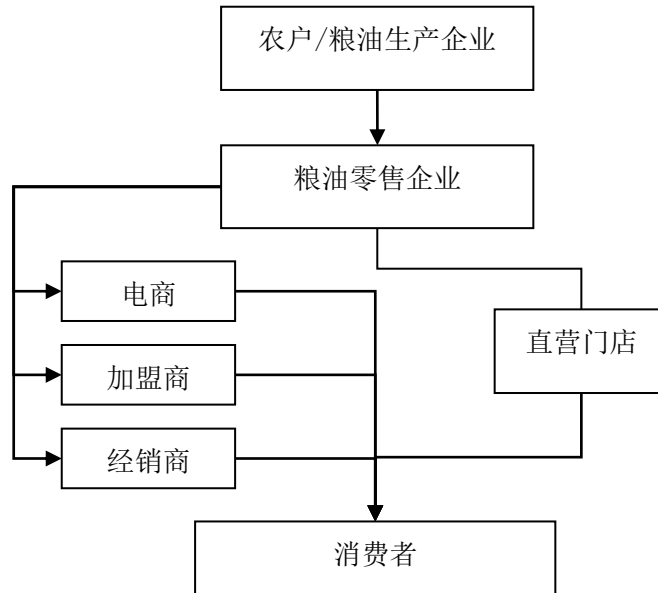 农户/粮油生产企业
粮油零售企业
电商
直营门店
加盟商
经销商
消费者